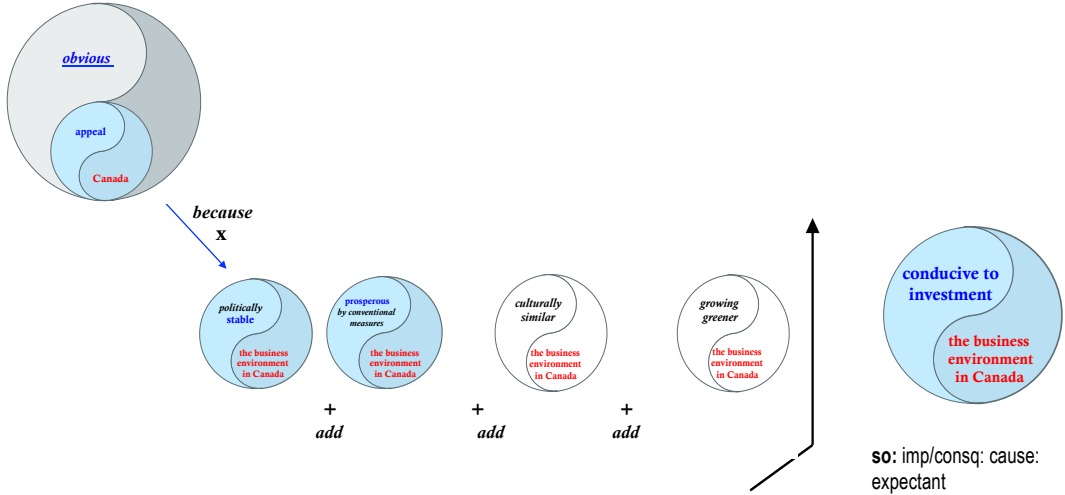 obvious
appeal
Canada
because
x
politically
stable
the business
environment
in Canada
prosperous
by conventional
measures
the business
environment
in Canada
culturally
similar
the business
environment
in Canada
growing
greener
the business
environment
in Canada
+
add
+
add
+
add
conducive to
investment
the business
environment
in Canada
so: imp/consq: cause:
expectant